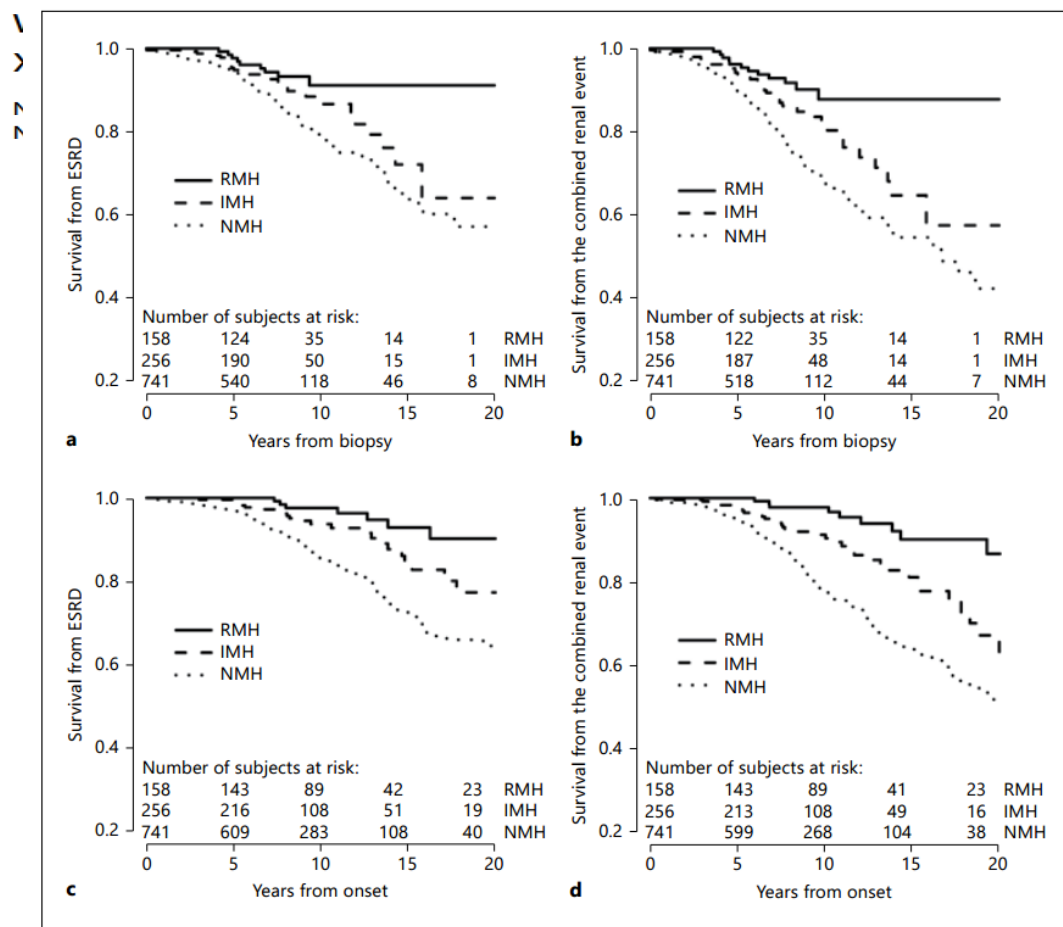 1.0
0.8
0.6
0.4
0.2
Survival from ESRD
RMH
IMH
NMH
Number of subjects at risk:
158 124 35 14 1 RMH
256 190 50 15 1 IMH
741 540 118 46 8 NMH
0 5 10 15 20
a Years from biopsy
1.0
0.8
0.6
0.4
0.2
Survival from the combined renal event
RMH
IMH
NMH
Number of subjects at risk:
158 122 35 14 1 RMH
256 187 48 14 1 IMH
741 518 112 44 7 NMH
0 5 10 15 20
b Years from biopsy
1.0
0.8
0.6
0.4
0.2
Survival from ESRD
RMH
IMH
NMH
Number of subjects at risk:
158 143 89 42 23 RMH
256 216 108 51 19 IMH
741 609 283 108 40 NMH
0 5 10 15 20
c Years from onset
1.0
0.8
0.6
0.4
0.2
Survival from the combined renal event
RMH
IMH
NMH
Number of subjects at risk:
158 143 89 41 23 RMH
256 213 108 49 16 IMH
741 599 268 104 38 NMH
0 5 10 15 20
d Years from onset